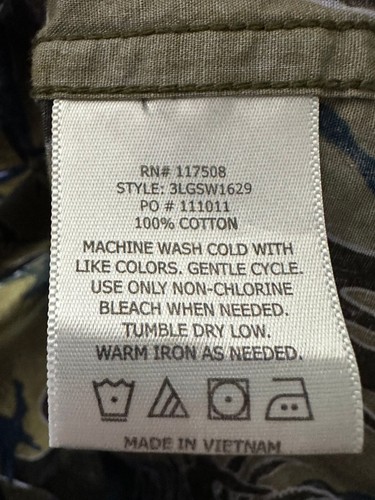 RN# 117508
STYLE: 3LGSW1629
PO # 111011
100% COTTON
MACHINE WASH COLD WITH
LIKE COLORS. GENTLE CYCLE.
USE ONLY NON-CHLORINE
BLEACH WHEN NEEDED.
TUMBLE DRY LOW.
WARM IRON AS NEEDED.
MADE IN VIETNAM